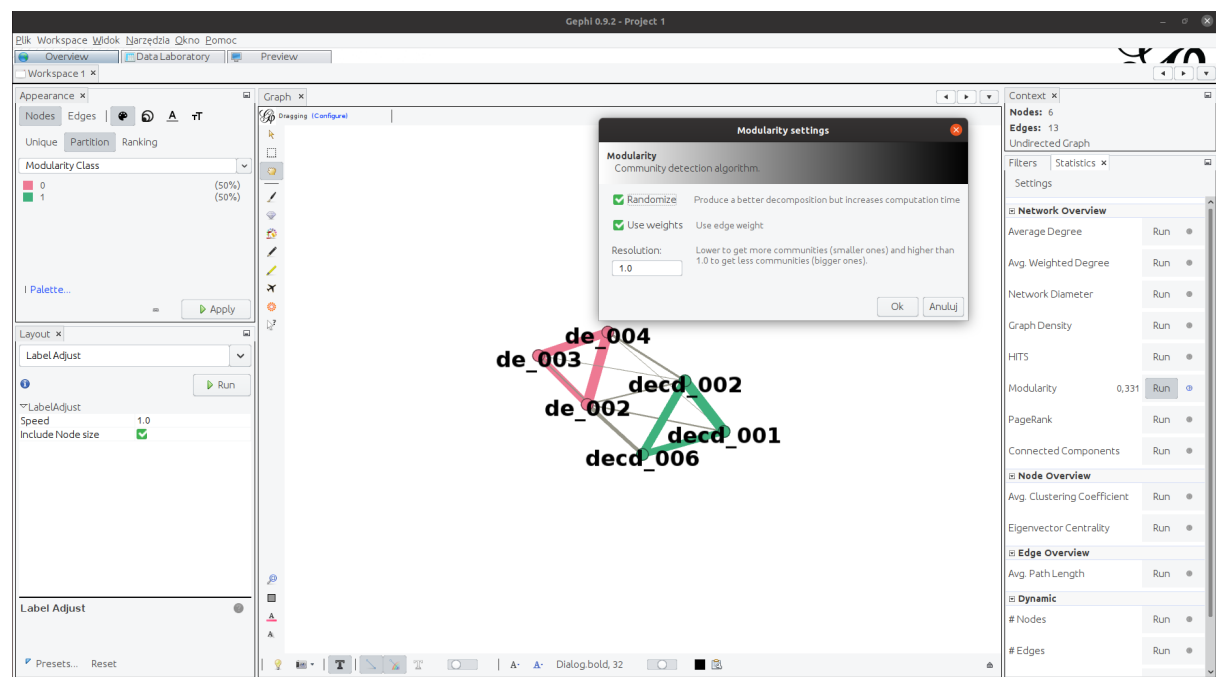 Gephi 0.9.2 - Project 1
Plik Workspace Widok Narzędzia Okno Pomoc
Overview Data Laboratory Preview
Workspace 1 ×
Appearance ×
Nodes Edges
Unique Partition Ranking
Modularity Class
0 (50%)
1 (50%)
Palette...
Apply
Layout ×
Label Adjust
Run
LabelAdjust
Speed 1.0
Include Node size
Label Adjust
Presets... Reset
Graph ×
Dragging (Configure)
Modularity settings
Modularity
Community detection algorithm.
Randomize Produce a better decomposition but increases computation time
Use weights Use edge weight
Resolution: Lower to get more communities (smaller ones) and higher than
1.0 1.0 to get less communities (bigger ones).
Ok Anuluj
de_004
de_003
decd_002
de_002
decd_001
decd_006
T T A- A- Dialog.bold, 32
Context ×
Nodes: 6
Edges: 13
Undirected Graph
Filters Statistics ×
Settings
Network Overview
Average Degree Run
Avg. Weighted Degree Run
Network Diameter Run
Graph Density Run
HITS Run
Modularity 0,331 Run
PageRank Run
Connected Components Run
Node Overview
Avg. Clustering Coefficient Run
Eigenvector Centrality Run
Edge Overview
Avg. Path Length Run
Dynamic
# Nodes Run
# Edges Run